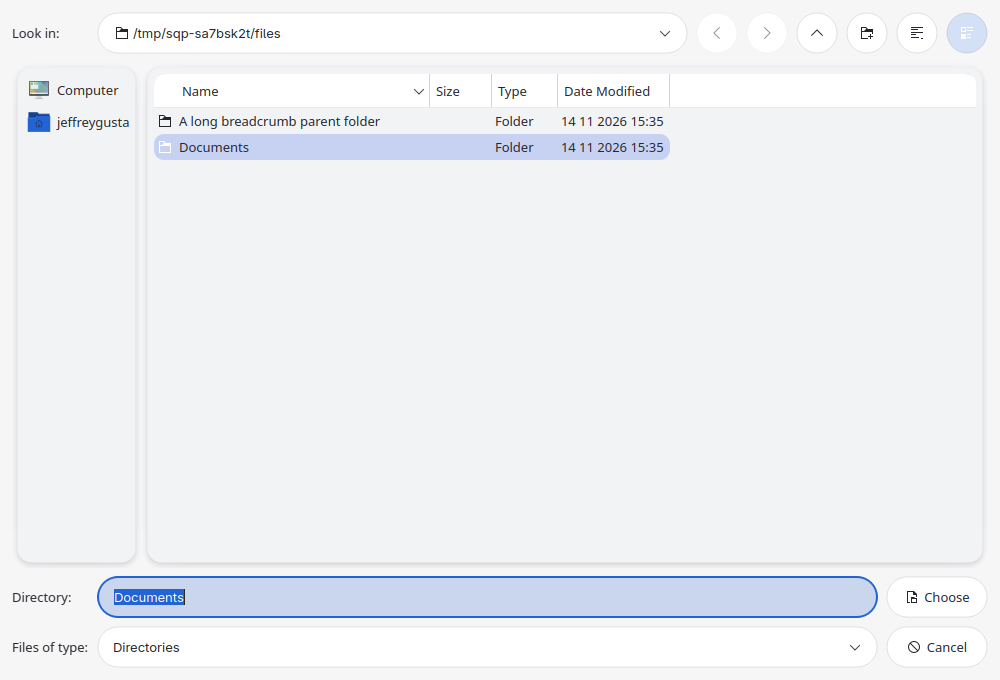 Look in: /tmp/sqp-sa7bsk2t/files
Computer
jeffreygusta
Name Size Type Date Modified
A long breadcrumb parent folder Folder 14 11 2026 15:35
Documents Folder 14 11 2026 15:35
Directory: Documents Choose
Files of type: Directories Cancel